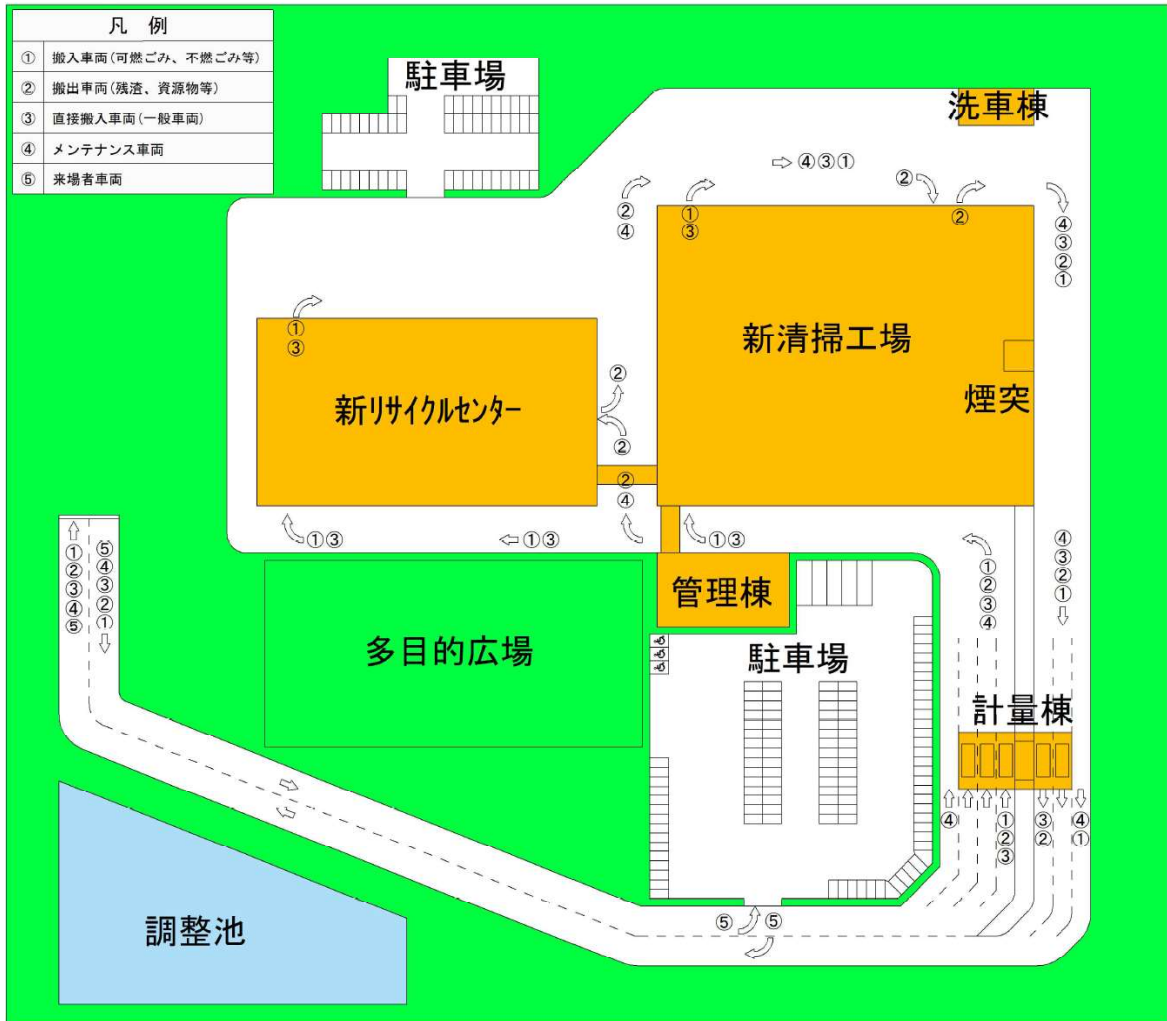 凡 例
① 搬入車両(可燃ごみ、不燃ごみ等)
② 搬出車両(残渣、資源物等)
③ 直接搬入車両(一般車両)
④ メンテナンス車両
⑤ 来場者車両
駐車場
洗車棟
⇨ ④③①
②
②
②
④
①
③
④
③
②
①
新清掃工場
煙突
①
③
新リサイクルセンター
②
②
②
④
①③
⇦ ①③
①③
①
②
③
④
④
③
②
①
①
②
③
④
⑤
⑤
④
③
②
①
管理棟
多目的広場
駐車場
計量棟
④
①
②
③
③
②
④
①
調整池
⑤ ⑤